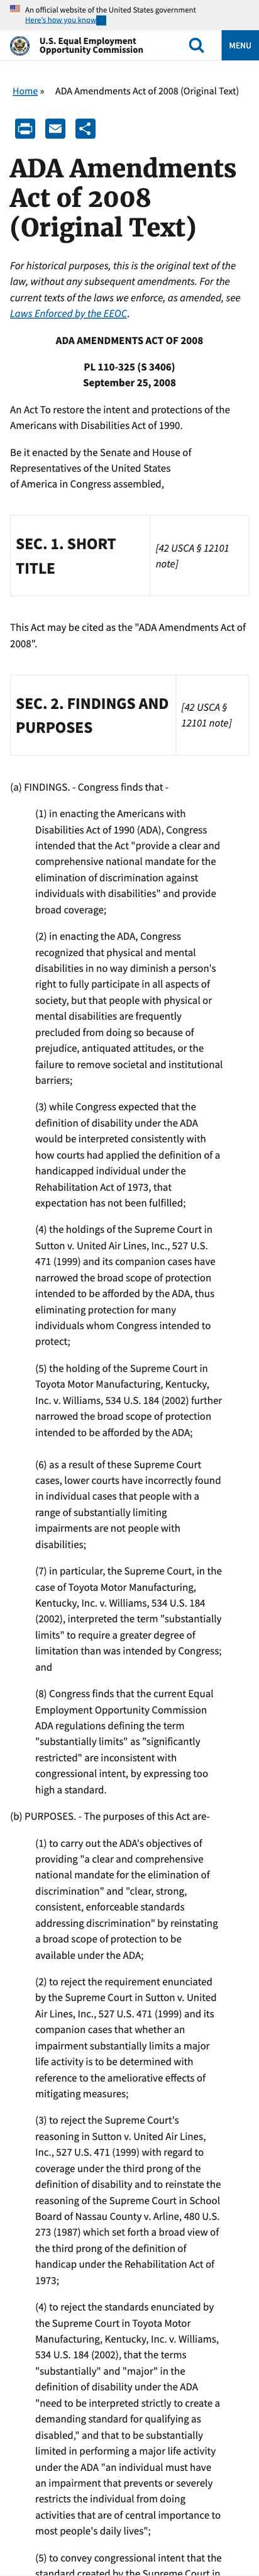 An official website of the United States government
Here's how you know
U.S. Equal Employment
Opportunity Commission
MENU
Home » ADA Amendments Act of 2008 (Original Text)
ADA Amendments
Act of 2008
(Original Text)
For historical purposes, this is the original text of the
law, without any subsequent amendments. For the
current texts of the laws we enforce, as amended, see
Laws Enforced by the EEOC.
ADA AMENDMENTS ACT OF 2008
PL 110-325 (S 3406)
September 25, 2008
An Act To restore the intent and protections of the
Americans with Disabilities Act of 1990.
Be it enacted by the Senate and House of
Representatives of the United States
of America in Congress assembled,
SEC. 1. SHORT
TITLE
[42 USCA § 12101
note]
This Act may be cited as the "ADA Amendments Act of
2008".
SEC. 2. FINDINGS AND
PURPOSES
[42 USCA §
12101 note]
(a) FINDINGS. - Congress finds that -
(1) in enacting the Americans with
Disabilities Act of 1990 (ADA), Congress
intended that the Act "provide a clear and
comprehensive national mandate for the
elimination of discrimination against
individuals with disabilities" and provide
broad coverage;
(2) in enacting the ADA, Congress
recognized that physical and mental
disabilities in no way diminish a person's
right to fully participate in all aspects of
society, but that people with physical or
mental disabilities are frequently
precluded from doing so because of
prejudice, antiquated attitudes, or the
failure to remove societal and institutional
barriers;
(3) while Congress expected that the
definition of disability under the ADA
would be interpreted consistently with
how courts had applied the definition of a
handicapped individual under the
Rehabilitation Act of 1973, that
expectation has not been fulfilled;
(4) the holdings of the Supreme Court in
Sutton v. United Air Lines, Inc., 527 U.S.
471 (1999) and its companion cases have
narrowed the broad scope of protection
intended to be afforded by the ADA, thus
eliminating protection for many
individuals whom Congress intended to
protect;
(5) the holding of the Supreme Court in
Toyota Motor Manufacturing, Kentucky,
Inc. v. Williams, 534 U.S. 184 (2002) further
narrowed the broad scope of protection
intended to be afforded by the ADA;
(6) as a result of these Supreme Court
cases, lower courts have incorrectly found
in individual cases that people with a
range of substantially limiting
impairments are not people with
disabilities;
(7) in particular, the Supreme Court, in the
case of Toyota Motor Manufacturing,
Kentucky, Inc. v. Williams, 534 U.S. 184
(2002), interpreted the term "substantially
limits" to require a greater degree of
limitation than was intended by Congress;
and
(8) Congress finds that the current Equal
Employment Opportunity Commission
ADA regulations defining the term
"substantially limits" as "significantly
restricted" are inconsistent with
congressional intent, by expressing too
high a standard.
(b) PURPOSES. - The purposes of this Act are-
(1) to carry out the ADA's objectives of
providing "a clear and comprehensive
national mandate for the elimination of
discrimination" and "clear, strong,
consistent, enforceable standards
addressing discrimination" by reinstating
a broad scope of protection to be
available under the ADA;
(2) to reject the requirement enunciated
by the Supreme Court in Sutton v. United
Air Lines, Inc., 527 U.S. 471 (1999) and its
companion cases that whether an
impairment substantially limits a major
life activity is to be determined with
reference to the ameliorative effects of
mitigating measures;
(3) to reject the Supreme Court's
reasoning in Sutton v. United Air Lines,
Inc., 527 U.S. 471 (1999) with regard to
coverage under the third prong of the
definition of disability and to reinstate the
reasoning of the Supreme Court in School
Board of Nassau County v. Arline, 480 U.S.
273 (1987) which set forth a broad view of
the third prong of the definition of
handicap under the Rehabilitation Act of
1973;
(4) to reject the standards enunciated by
the Supreme Court in Toyota Motor
Manufacturing, Kentucky, Inc. v. Williams,
534 U.S. 184 (2002), that the terms
"substantially" and "major" in the
definition of disability under the ADA
"need to be interpreted strictly to create a
demanding standard for qualifying as
disabled," and that to be substantially
limited in performing a major life activity
under the ADA "an individual must have
an impairment that prevents or severely
restricts the individual from doing
activities that are of central importance to
most people's daily lives";
(5) to convey congressional intent that the
standard created by the Supreme Court in